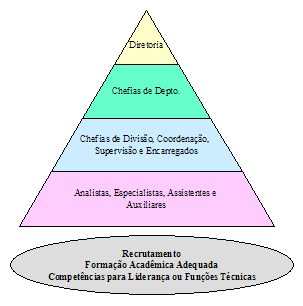 Diretoria
Chefias de Depto.
Chefias de Divisão, Coordenação,
Supervisão e Encarregados
Analistas, Especialistas, Assistentes e
Auxiliares
Recrutamento
Formação Acadêmica Adequada
Competências para Liderança ou Funções Técnicas